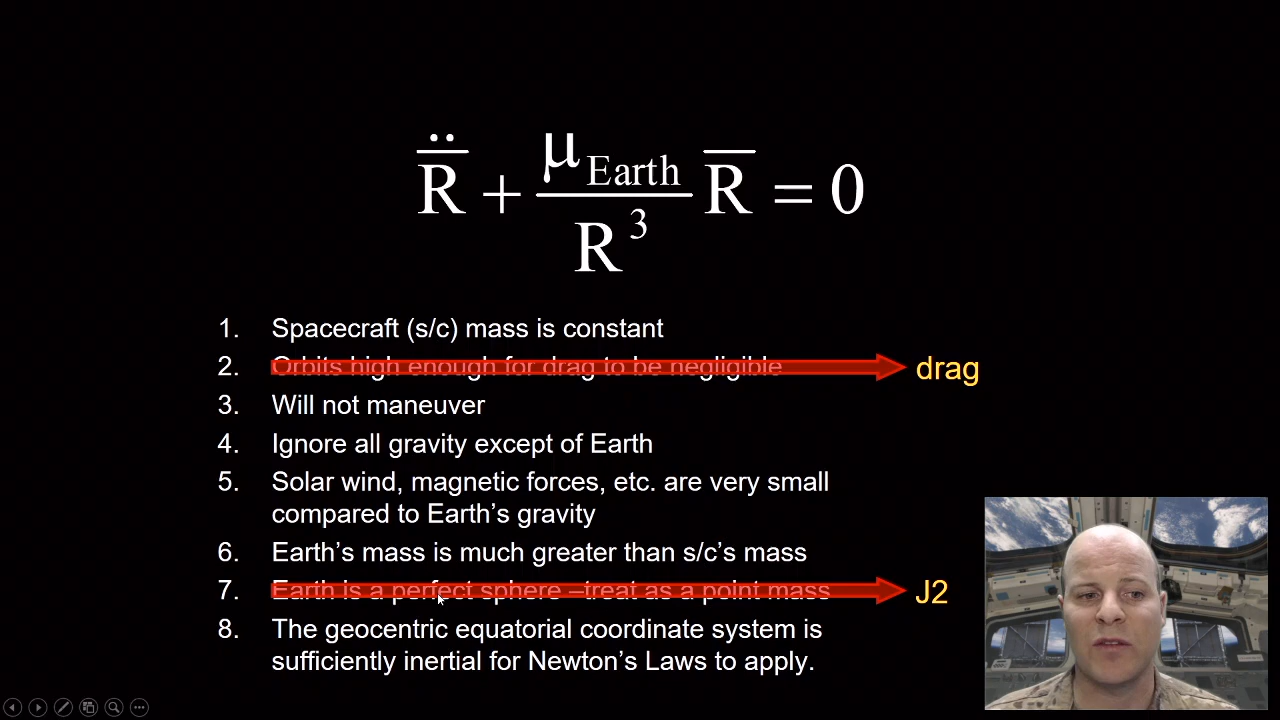 R̈ + μEarth/R³ R = 0
1. Spacecraft (s/c) mass is constant
2. Orbits high enough for drag to be negligible drag
3. Will not maneuver
4. Ignore all gravity except of Earth
5. Solar wind, magnetic forces, etc. are very small
compared to Earth’s gravity
6. Earth’s mass is much greater than s/c’s mass
7. Earth is a perfect sphere –treat as a point mass J2
8. The geocentric equatorial coordinate system is
sufficiently inertial for Newton’s Laws to apply.